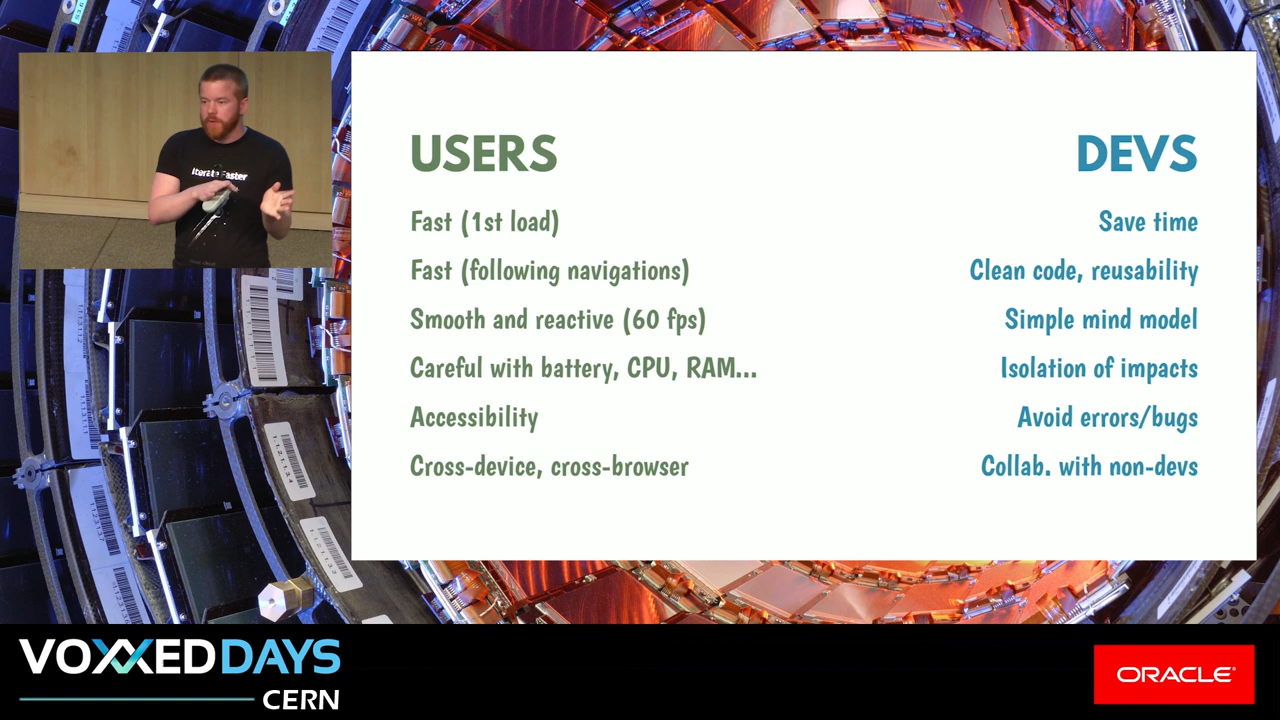 Iterate Faster
USERS
Fast (1st load)
Fast (following navigations)
Smooth and reactive (60 fps)
Careful with battery, CPU, RAM...
Accessibility
Cross-device, cross-browser
DEVS
Save time
Clean code, reusability
Simple mind model
Isolation of impacts
Avoid errors/bugs
Collab. with non-devs
VOXXED DAYS
CERN
ORACLE